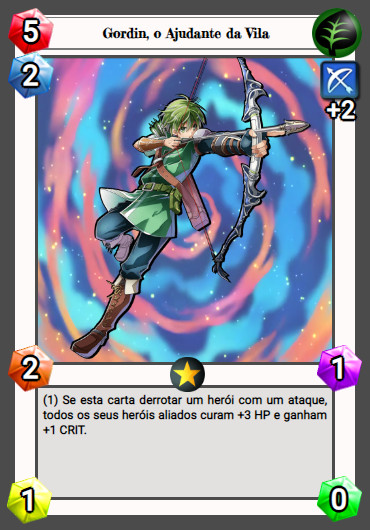 5
Gordin, o Ajudante da Vila
2
+2
2
1
(1) Se esta carta derrotar um herói com um ataque,
todos os seus heróis aliados curam +3 HP e ganham
+1 CRIT.
1
0